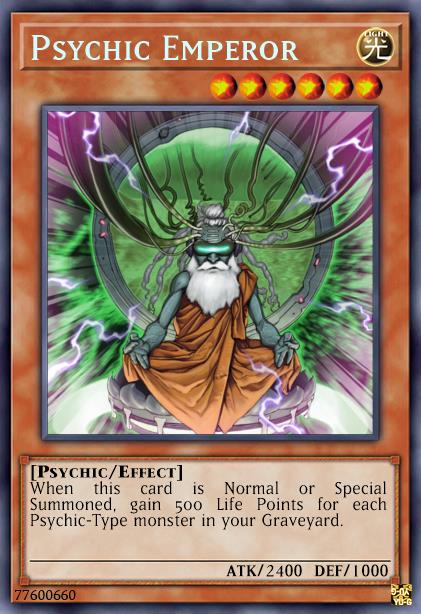 Psychic Emperor
LIGHT
光
[Psychic/Effect]
When this card is Normal or Special
Summoned, gain 500 Life Points for each
Psychic-Type monster in your Graveyard.
ATK/2400 DEF/1000
77600660